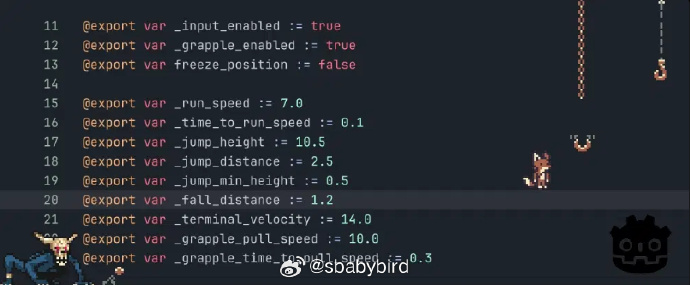 11 @export var _input_enabled := true
12 @export var _grapple_enabled := true
13 @export var freeze_position := false
14
15 @export var _run_speed := 7.0
16 @export var _time_to_run_speed := 0.1
17 @export var _jump_height := 10.5
18 @export var _jump_distance := 2.5
19 @export var _jump_min_height := 0.5
20 @export var _fall_distance := 1.2
21 @export var _terminal_velocity := 14.0
@export var _grapple_pull_speed := 10.0
@export var _grapple_time_to_pull_speed := 0.3
@sbabybird